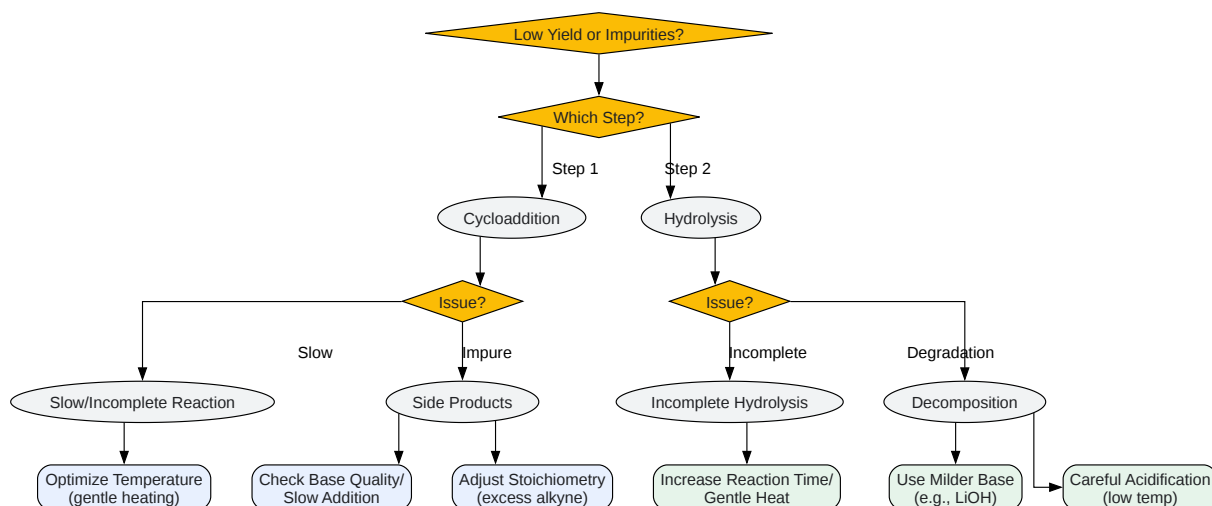 Low Yield or Impurities?
Which Step?
Step 1
Step 2
Cycloaddition
Hydrolysis
Issue?
Issue?
Slow
Impure
Incomplete
Degradation
Slow/Incomplete Reaction
Side Products
Incomplete Hydrolysis
Decomposition
Optimize Temperature
(gentle heating)
Check Base Quality/
Slow Addition
Adjust Stoichiometry
(excess alkyne)
Increase Reaction Time/
Gentle Heat
Use Milder Base
(e.g., LiOH)
Careful Acidification
(low temp)